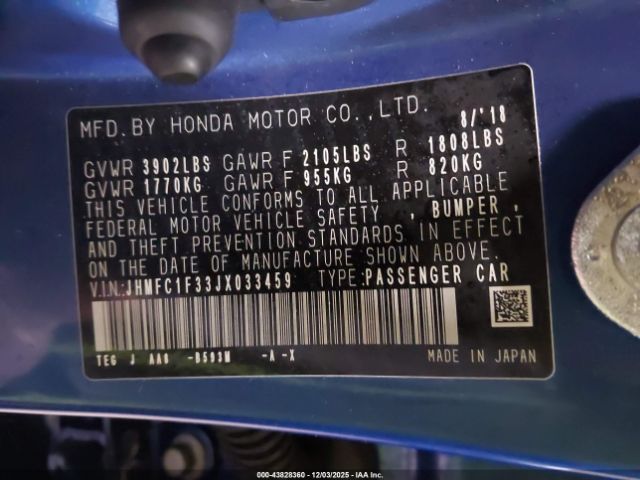 MFD.BY HONDA MOTOR CO.,LTD. 8/'18
GVWR 3902LBS GAWR F 2105LBS R 1808LBS
GVWR 1770KG GAWR F 955KG R 820KG
THIS VEHICLE CONFORMS TO ALL APPLICABLE
FEDERAL MOTOR VEHICLE SAFETY , BUMPER ,
AND THEFT PREVENTION STANDARDS IN EFFECT
ON THE DATE OF MANUFACTURE SHOWN ABOVE.
V.I.N:JHMFC1F33JX033459 TYPE:PASSENGER CAR
TEG J AA0 -B593M -A -X MADE IN JAPAN
00-43828360 - 12/03/2025 - IAA Inc.